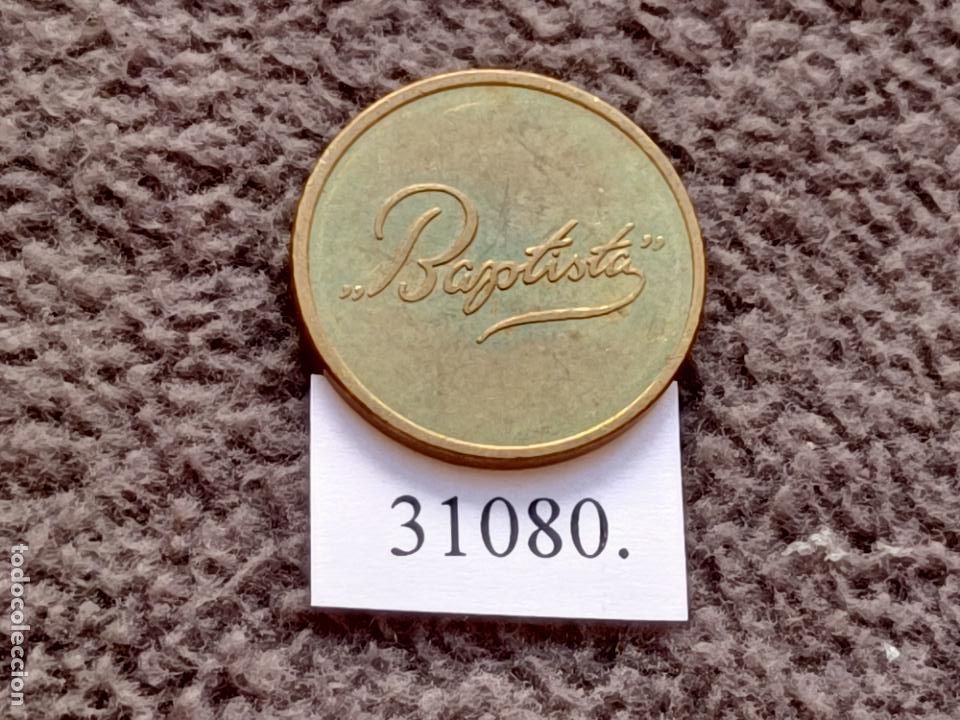 „Baptista”
31080.
todocoleccion